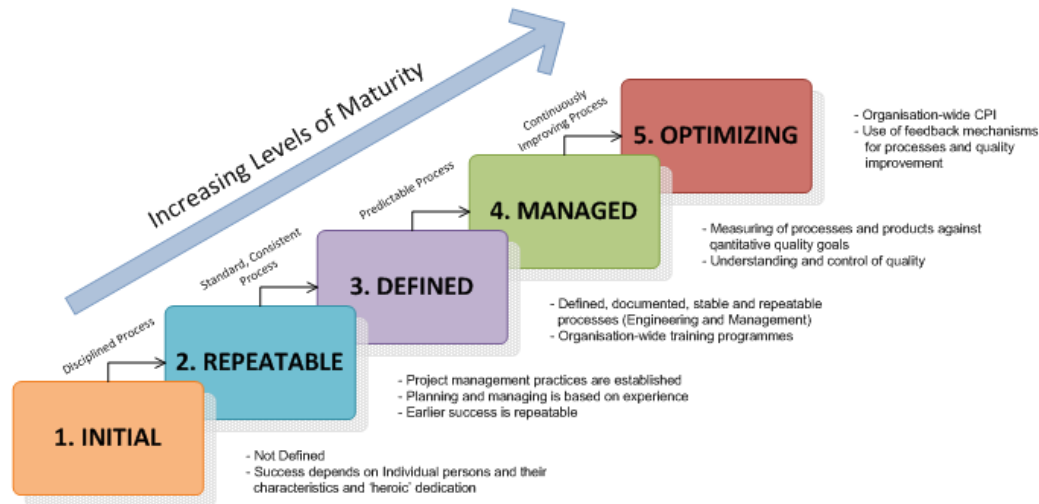 Increasing Levels of Maturity
Continuously
Improving Process
5. OPTIMIZING
- Organisation-wide CPI
- Use of feedback mechanisms
for processes and quality
improvement
Predictable Process
4. MANAGED
- Measuring of processes and products against
qantitative quality goals
- Understanding and control of quality
Standard, Consistent
Process
3. DEFINED
- Defined, documented, stable and repeatable
processes (Engineering and Management)
- Organisation-wide training programmes
Disciplined Process
2. REPEATABLE
- Project management practices are established
- Planning and managing is based on experience
- Earlier success is repeatable
1. INITIAL
- Not Defined
- Success depends on Individual persons and their
characteristics and 'heroic' dedication